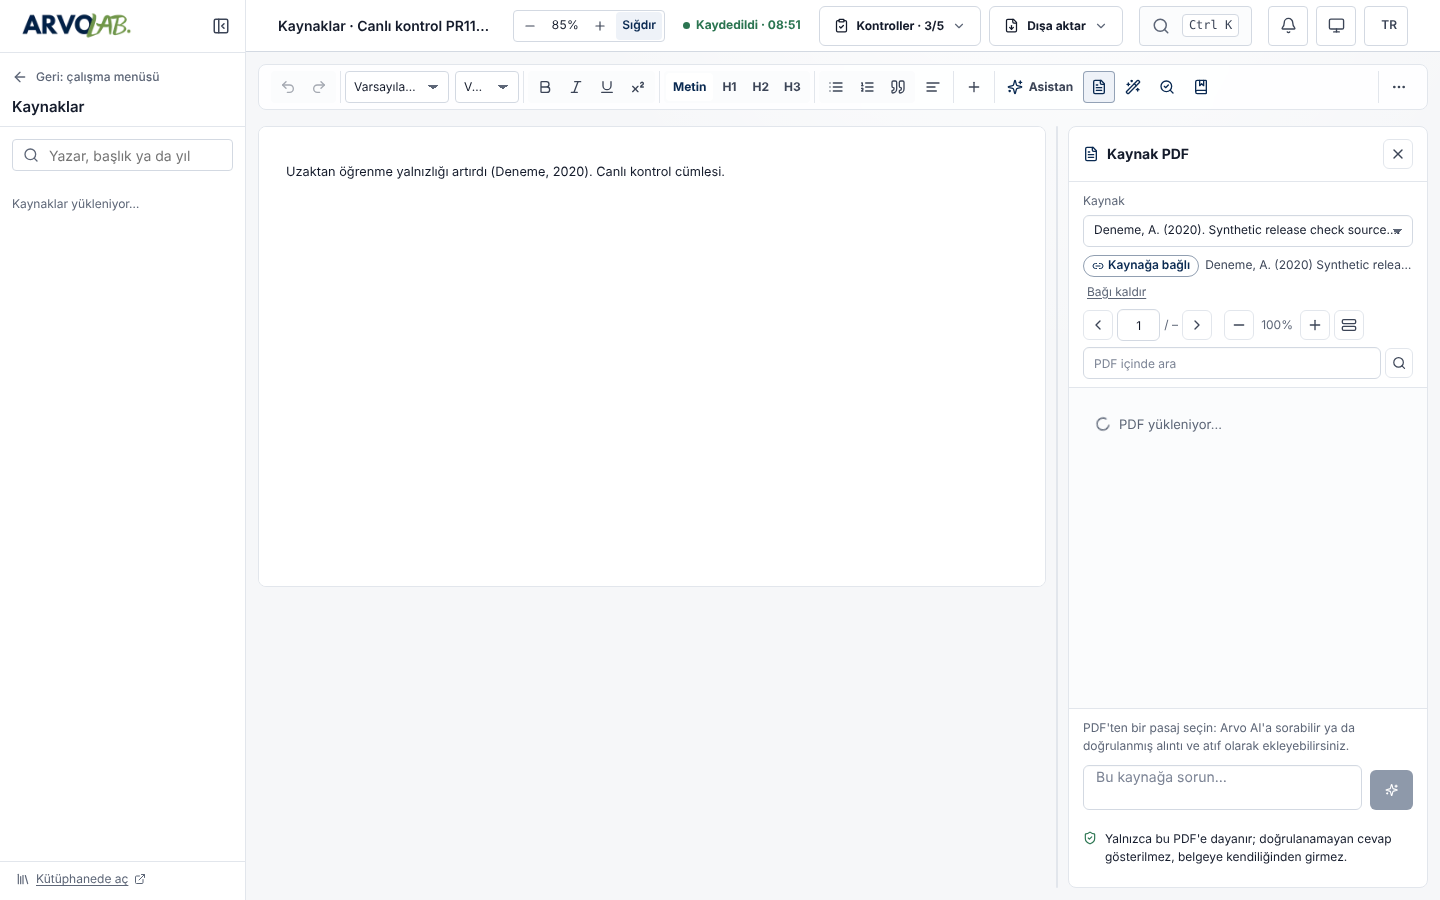 ARVOLAB.
Geri: çalışma menüsü
Kaynaklar
Yazar, başlık ya da yıl
Kaynaklar yükleniyor…
Kütüphanede aç
Kaynaklar · Canlı kontrol PR11…
85%
Sığdır
Kaydedildi · 08:51
Kontroller · 3/5
Dışa aktar
Ctrl K
TR
Varsayıla…
V…
B I U x²
Metin H1 H2 H3
Asistan
Uzaktan öğrenme yalnızlığı artırdı (Deneme, 2020). Canlı kontrol cümlesi.
Kaynak PDF
Kaynak
Deneme, A. (2020). Synthetic release check source…
Kaynağa bağlı
Deneme, A. (2020) Synthetic relea…
Bağı kaldır
1 / –
100%
PDF içinde ara
PDF yükleniyor…
PDF'ten bir pasaj seçin: Arvo AI'a sorabilir ya da
doğrulanmış alıntı ve atıf olarak ekleyebilirsiniz.
Bu kaynağa sorun…
Yalnızca bu PDF'e dayanır; doğrulanamayan cevap
gösterilmez, belgeye kendiliğinden girmez.